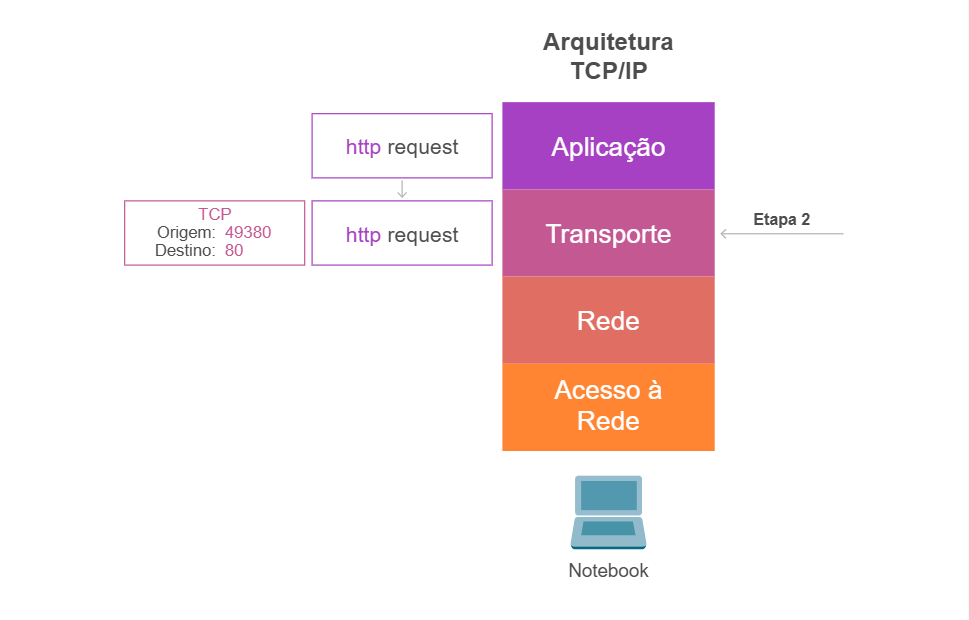 Arquitetura
TCP/IP
http request
Aplicação
TCP
Origem: 49380
Destino: 80
http request
Transporte
Etapa 2
Rede
Acesso à
Rede
Notebook